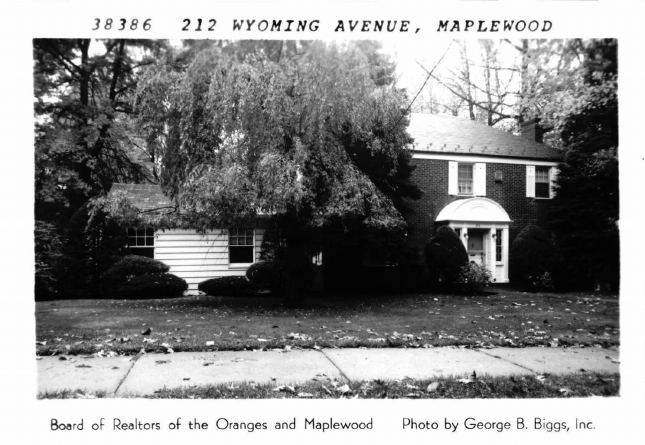 38386 212 WYOMING AVENUE, MAPLEWOOD
Board of Realtors of the Oranges and Maplewood Photo by George B. Biggs, Inc.